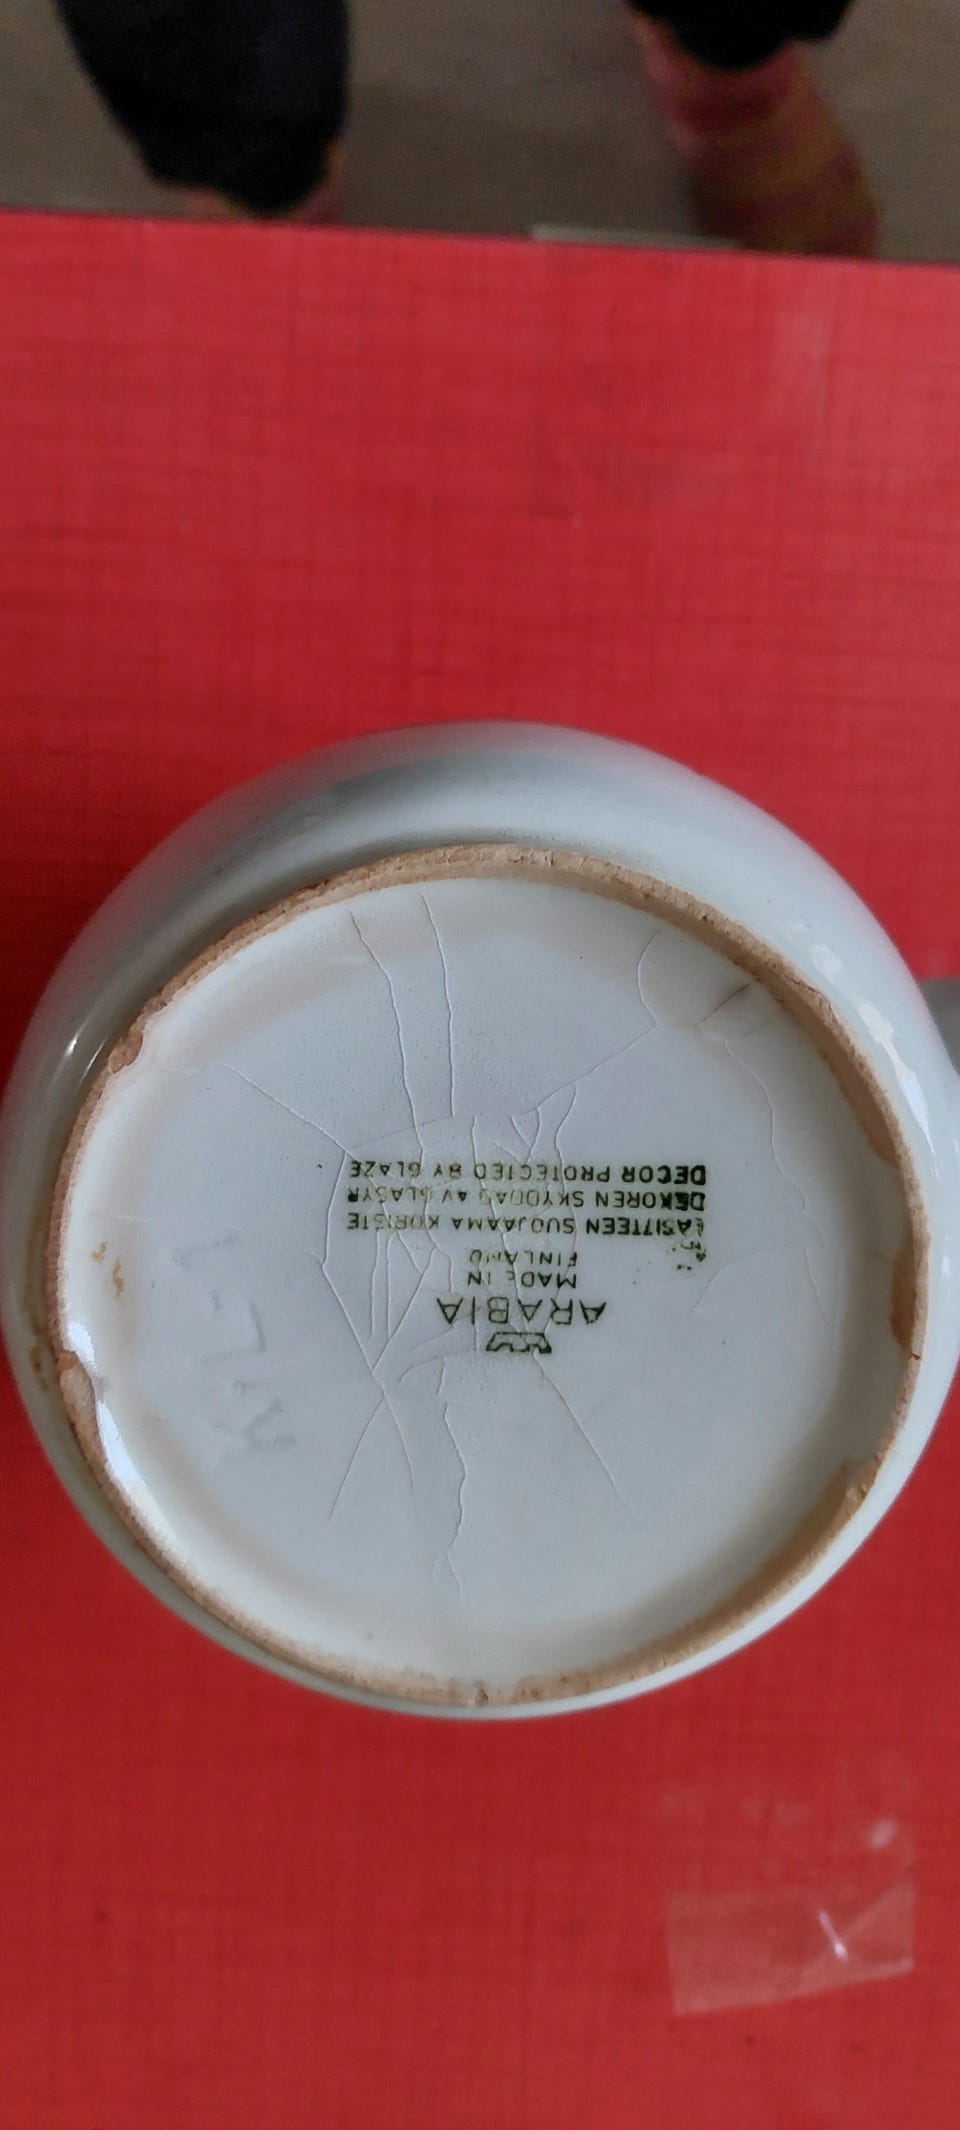 ARABIA
MADE IN
FINLAND
LASITTEEN SUOJAAMA KORISTE
DEKOREN SKYDDAD AV GLASYR
DECOR PROTECTED BY GLAZE